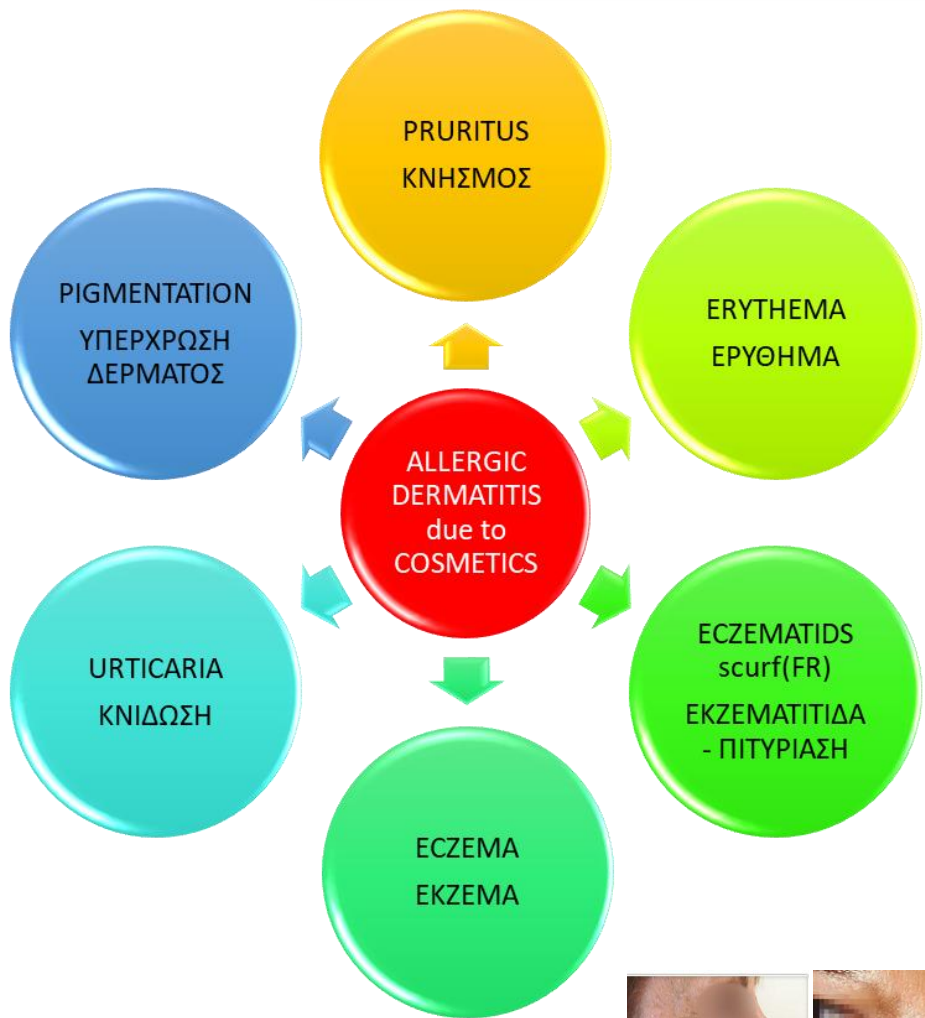 PRURITUS
ΚΝΗΣΜΟΣ
ERYTHEMA
ΕΡΥΘΗΜΑ
ECZEMATIDS
scurf(FR)
ΕΚΖΕΜΑΤΙΤΙΔΑ
- ΠΙΤΥΡΙΑΣΗ
ECZEMA
ΕΚΖΕΜΑ
URTICARIA
ΚΝΙΔΩΣΗ
PIGMENTATION
ΥΠΕΡΧΡΩΣΗ
ΔΕΡΜΑΤΟΣ
ALLERGIC
DERMATITIS
due to
COSMETICS